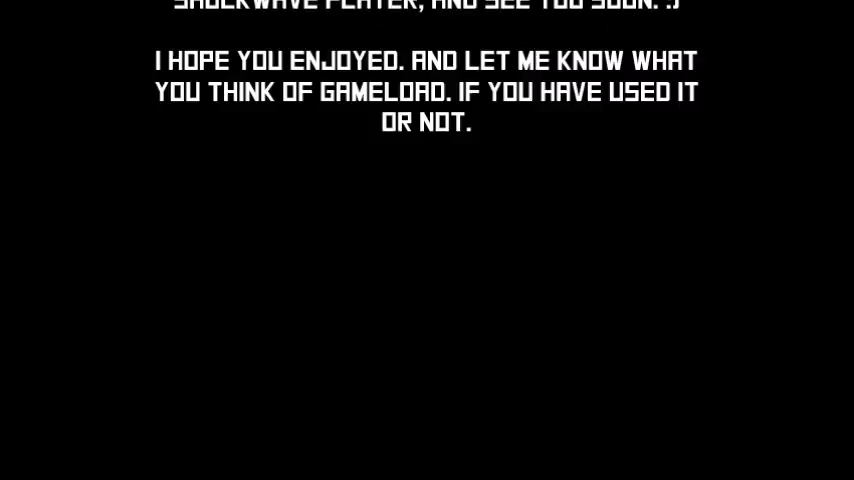 SHOCKWAVE PLAYER, AND SEE YOU SOON. :)
I HOPE YOU ENJOYED. AND LET ME KNOW WHAT
YOU THINK OF GAMELOAD. IF YOU HAVE USED IT
OR NOT.